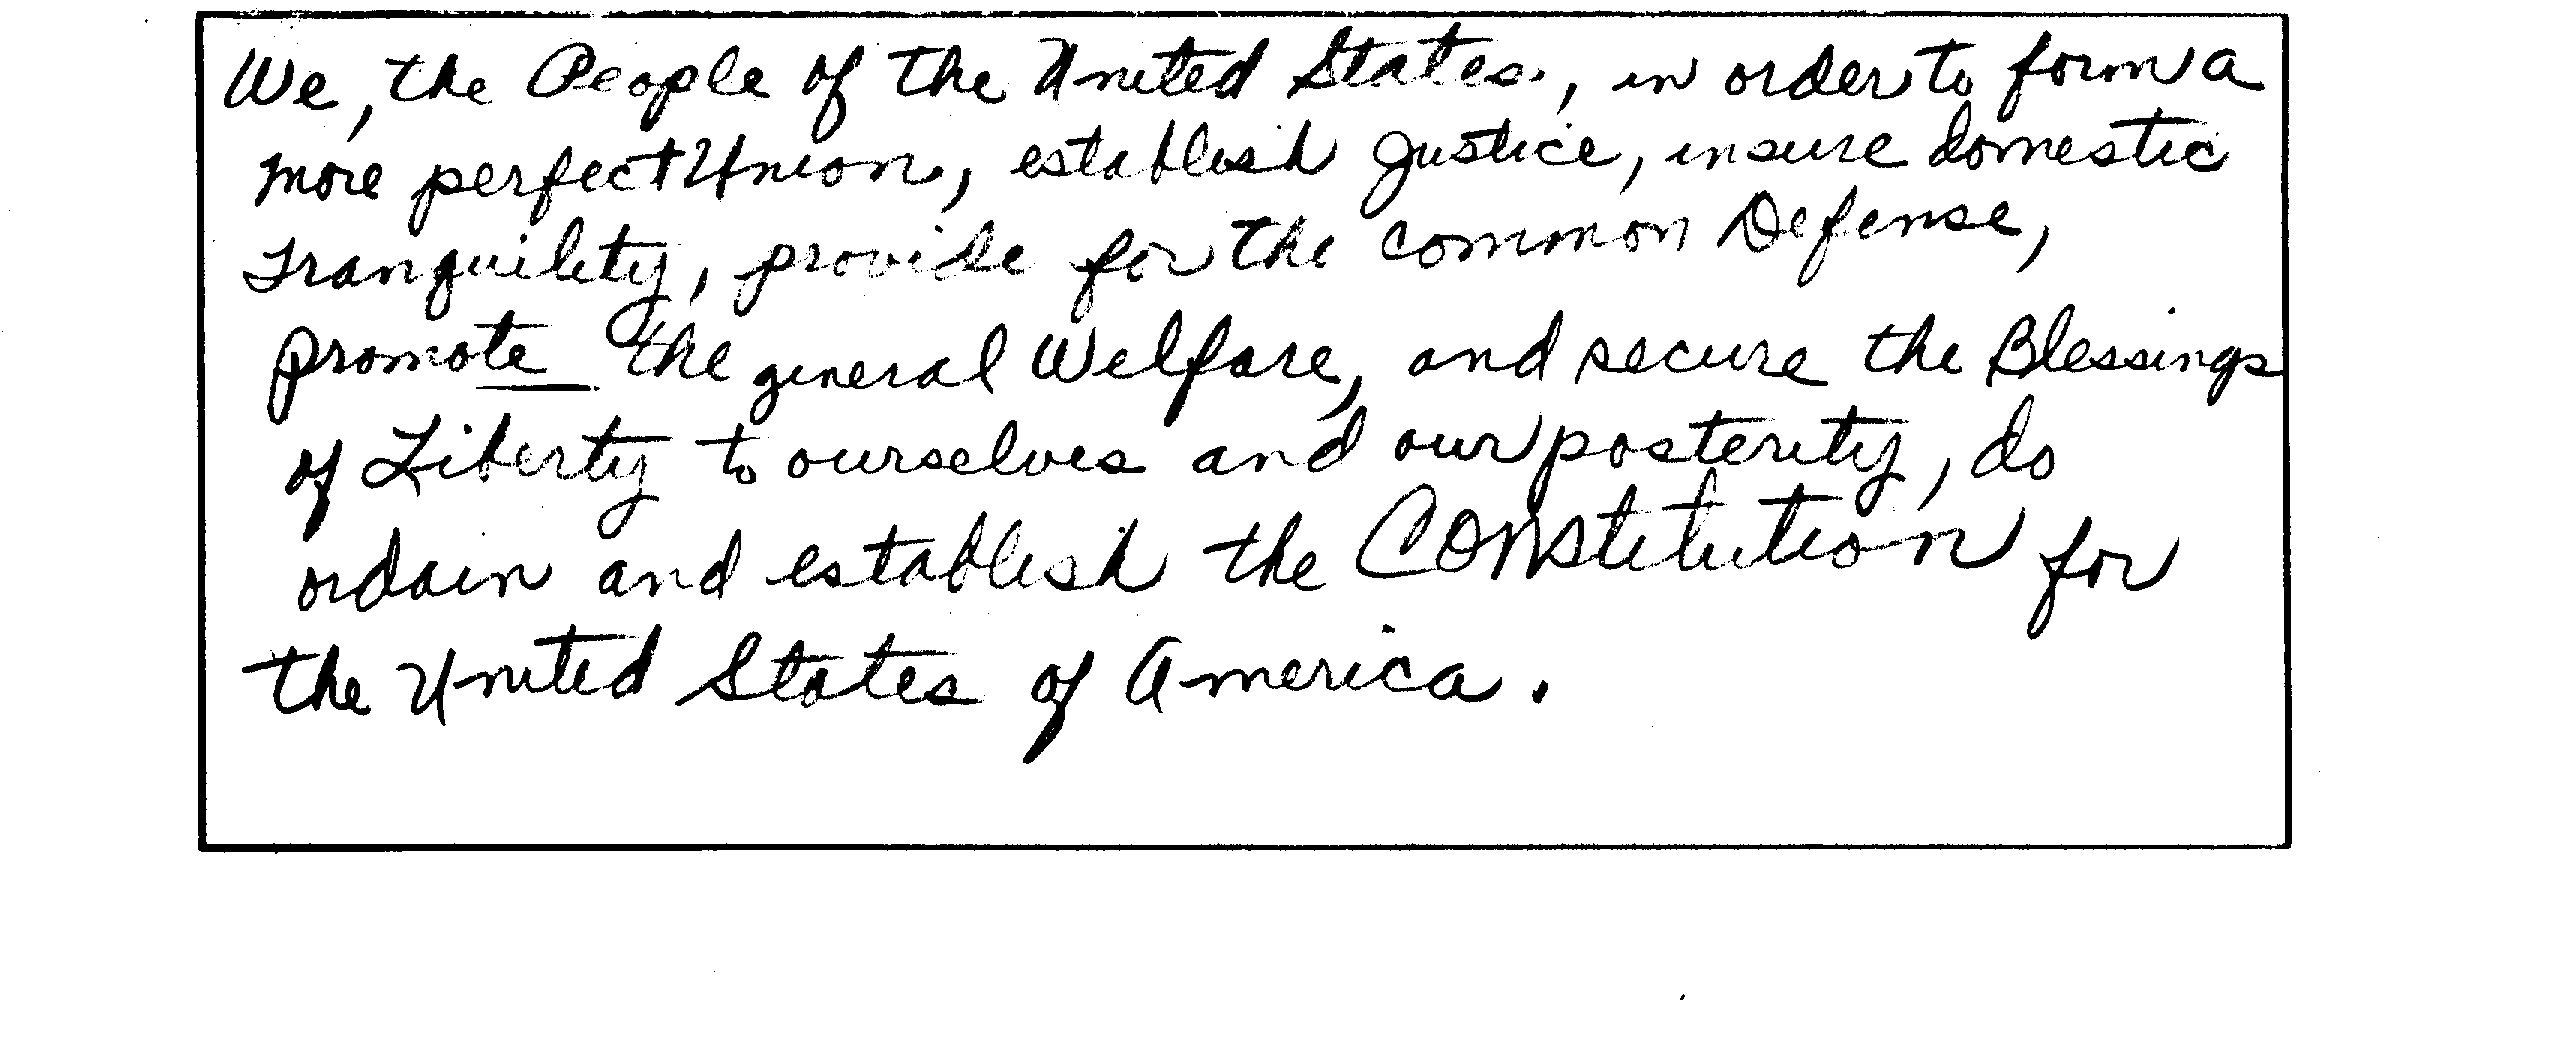 We, the People of the United States, in order to form a
more perfect Union, establish Justice, insure domestic
Tranquility, provide for the common Defense,
promote the general Welfare, and secure the Blessings
of Liberty to ourselves and our posterity, do
ordain and establish the CONstitution for
the United States of America.